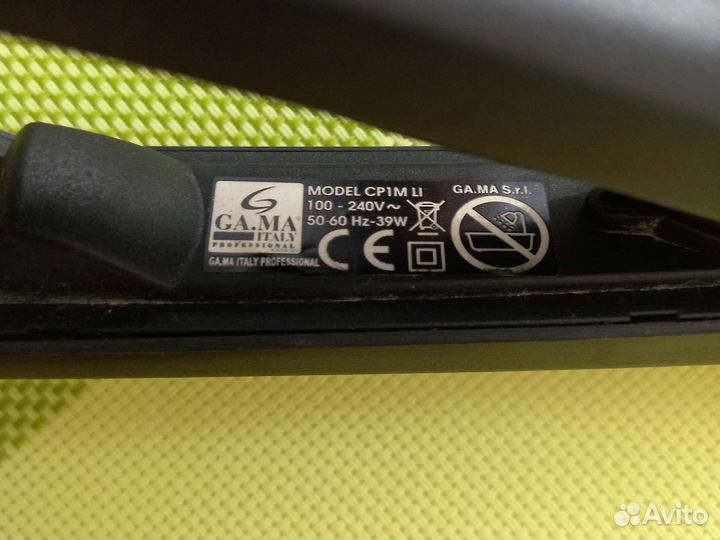 GA.MA
ITALY
PROFESSIONAL
GA.MA ITALY PROFESSIONAL
MODEL CP1M LI
100 - 240V~
50-60 Hz-39W
CE
GA.MA S.r.l.
Avito